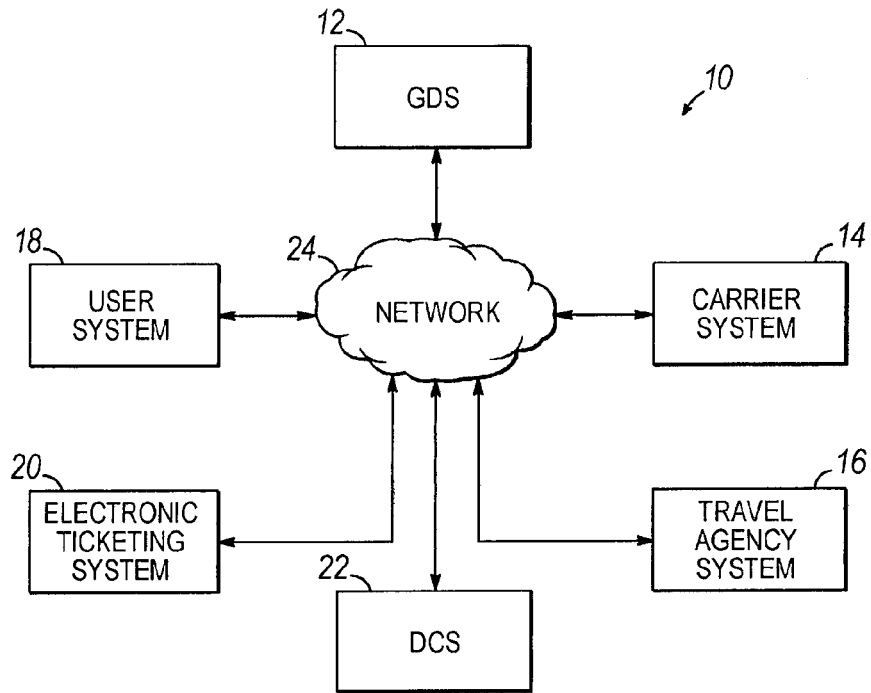 12
GDS
10
18
USER
SYSTEM
24
NETWORK
14
CARRIER
SYSTEM
20
ELECTRONIC
TICKETING
SYSTEM
22
DCS
16
TRAVEL
AGENCY
SYSTEM